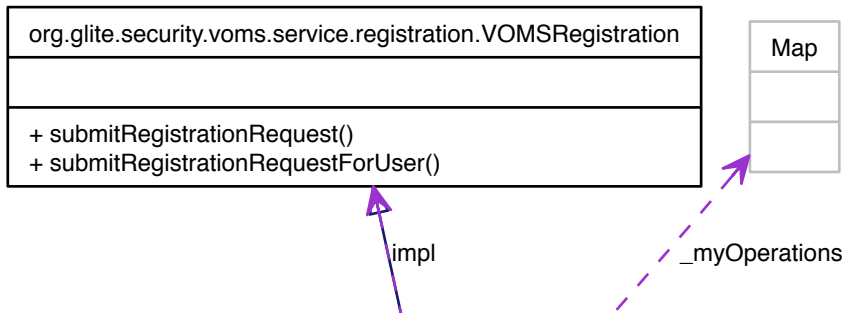 org.glite.security.voms.service.registration.VOMSRegistration
Map
+ submitRegistrationRequest()
+ submitRegistrationRequestForUser()
impl
_myOperations